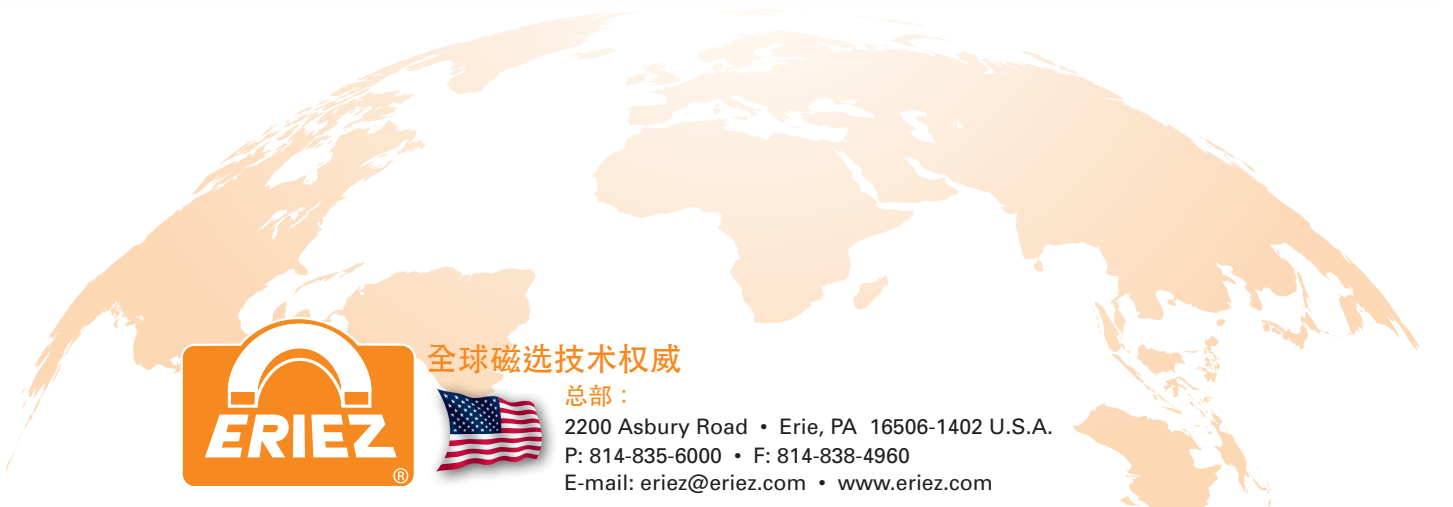 全球磁选技术权威
总部：
ERIEZ
®
2200 Asbury Road • Erie, PA 16506-1402 U.S.A.
P: 814-835-6000 • F: 814-838-4960
E-mail: eriez@eriez.com • www.eriez.com